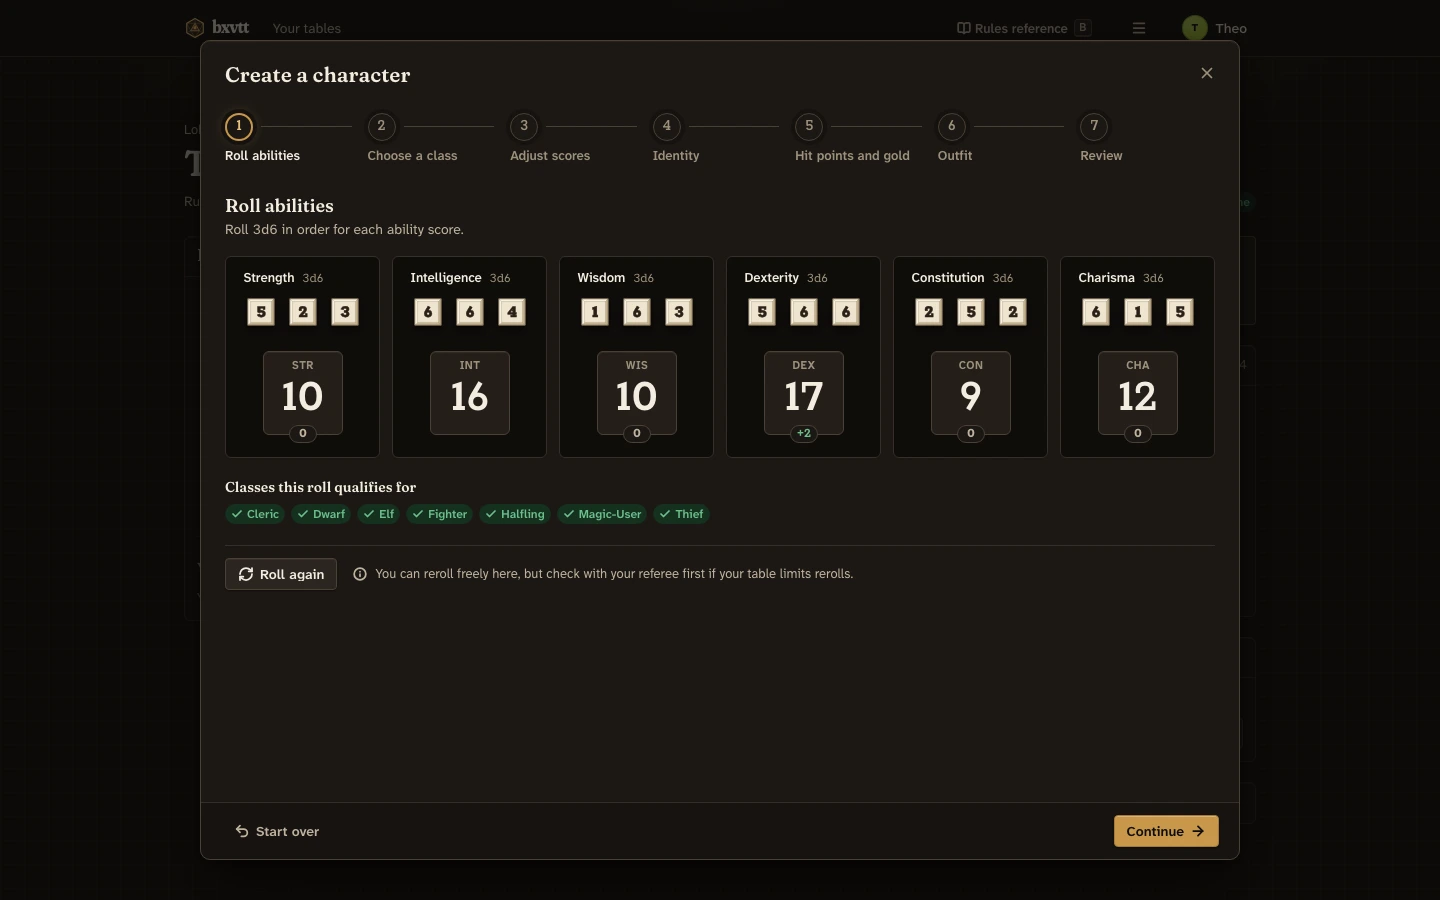 bxvtt
Your tables
Rules reference B
T Theo
Create a character
1 2 3 4 5 6 7
Roll abilities Choose a class Adjust scores Identity Hit points and gold Outfit Review
Roll abilities
Roll 3d6 in order for each ability score.
Strength 3d6 Intelligence 3d6 Wisdom 3d6 Dexterity 3d6 Constitution 3d6 Charisma 3d6
5 2 3 6 6 4 1 6 3 5 6 6 2 5 2 6 1 5
STR INT WIS DEX CON CHA
10 16 10 17 9 12
0 0 +2 0 0
Classes this roll qualifies for
Cleric Dwarf Elf Fighter Halfling Magic-User Thief
Roll again You can reroll freely here, but check with your referee first if your table limits rerolls.
Start over Continue